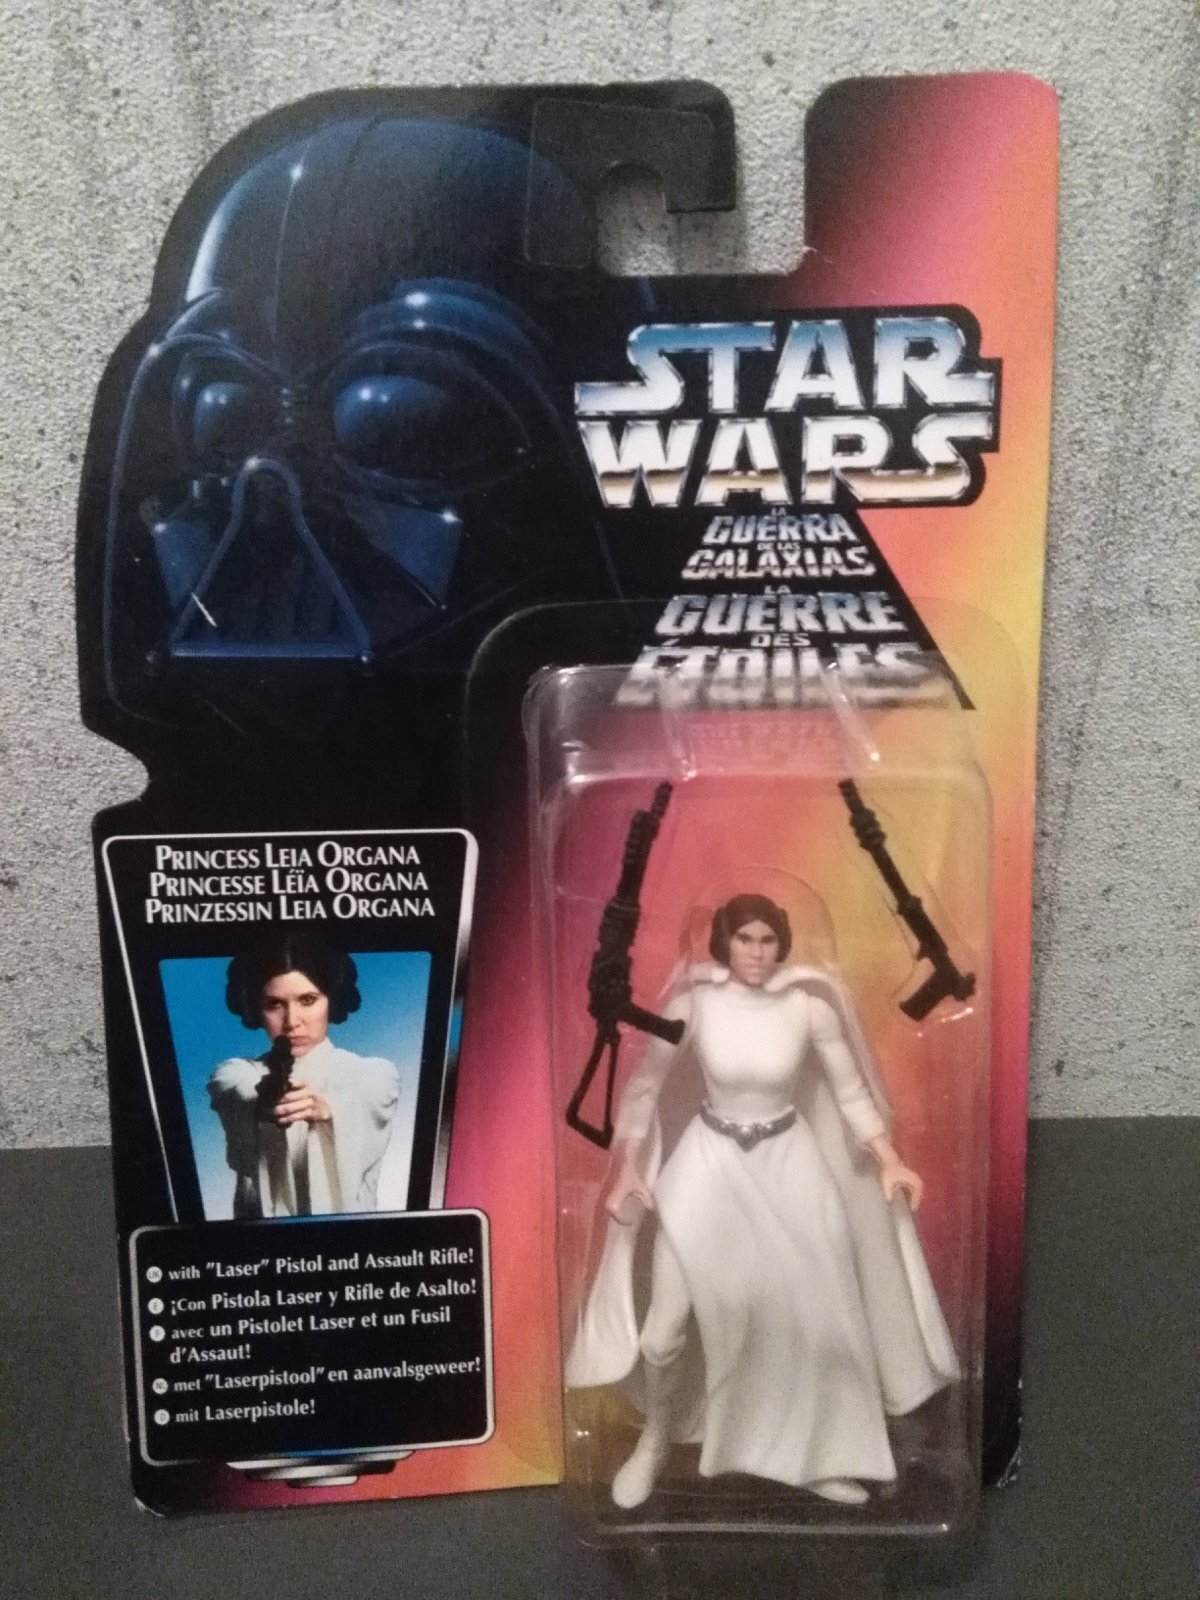 STAR
WARS
LA
GUERRA
DE LAS
GALAXIAS
LA
GUERRE
DES
ÉTOILES
PRINCESS LEIA ORGANA
PRINCESSE LÉÏA ORGANA
PRINZESSIN LEIA ORGANA
UK with "Laser" Pistol and Assault Rifle!
E ¡Con Pistola Laser y Rifle de Asalto!
F avec un Pistolet Laser et un Fusil
d'Assaut!
NL met "Laserpistool" en aanvalsgeweer!
D mit Laserpistole!